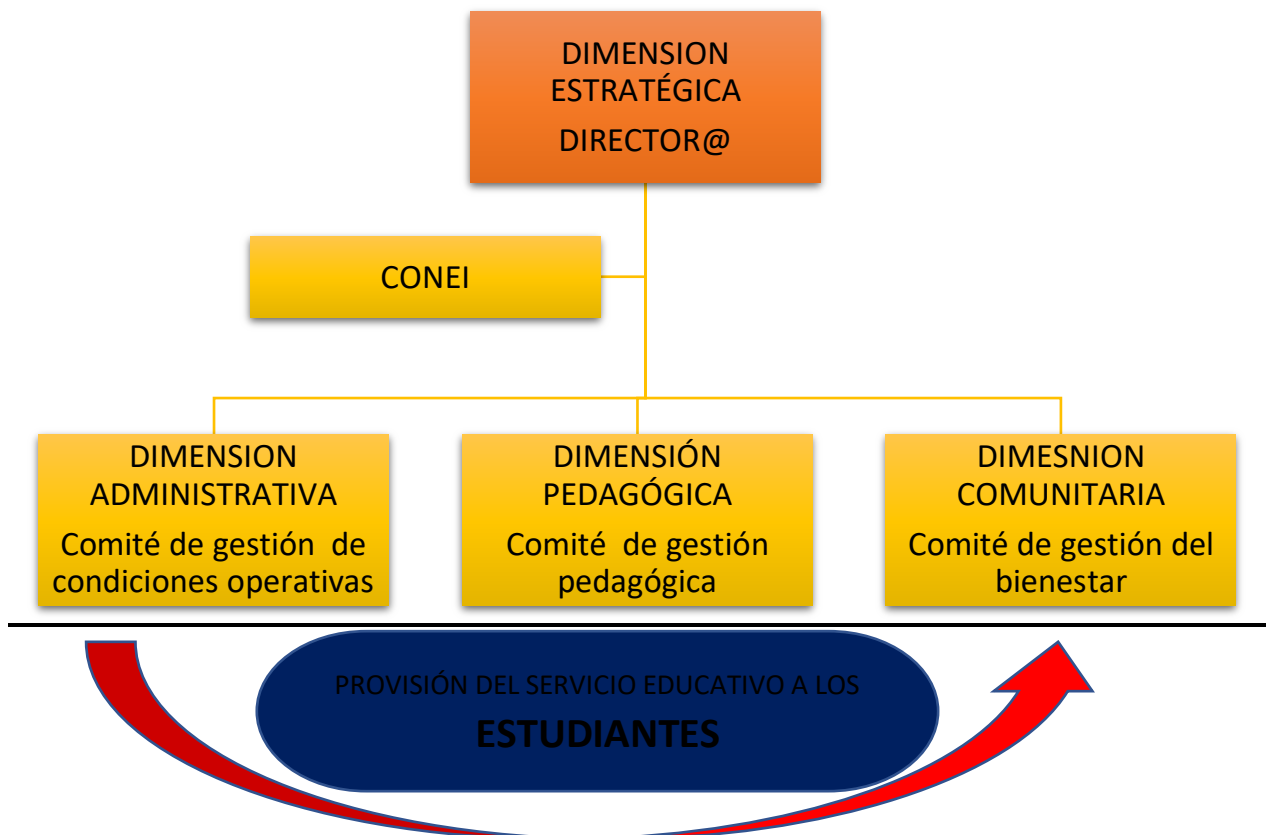 DIMENSION
ESTRATÉGICA
DIRECTOR@
CONEI
DIMENSION
ADMINISTRATIVA
Comité de gestión de
condiciones operativas
DIMENSIÓN
PEDAGÓGICA
Comité de gestión
pedagógica
DIMESNION
COMUNITARIA
Comité de gestión del
bienestar
PROVISIÓN DEL SERVICIO EDUCATIVO A LOS
ESTUDIANTES